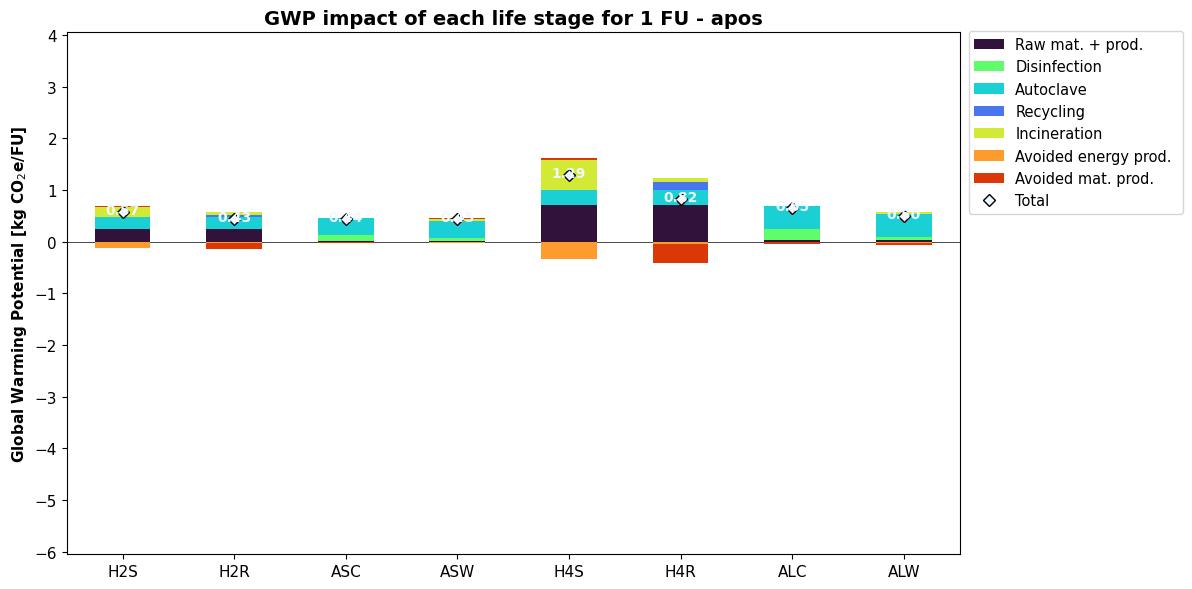 GWP impact of each life stage for 1 FU - apos
Global Warming Potential [kg CO₂e/FU]
4
3
2
1
0
−1
−2
−3
−4
−5
−6
H2S
H2R
ASC
ASW
H4S
H4R
ALC
ALW
0.82
Raw mat. + prod.
Disinfection
Autoclave
Recycling
Incineration
Avoided energy prod.
Avoided mat. prod.
Total